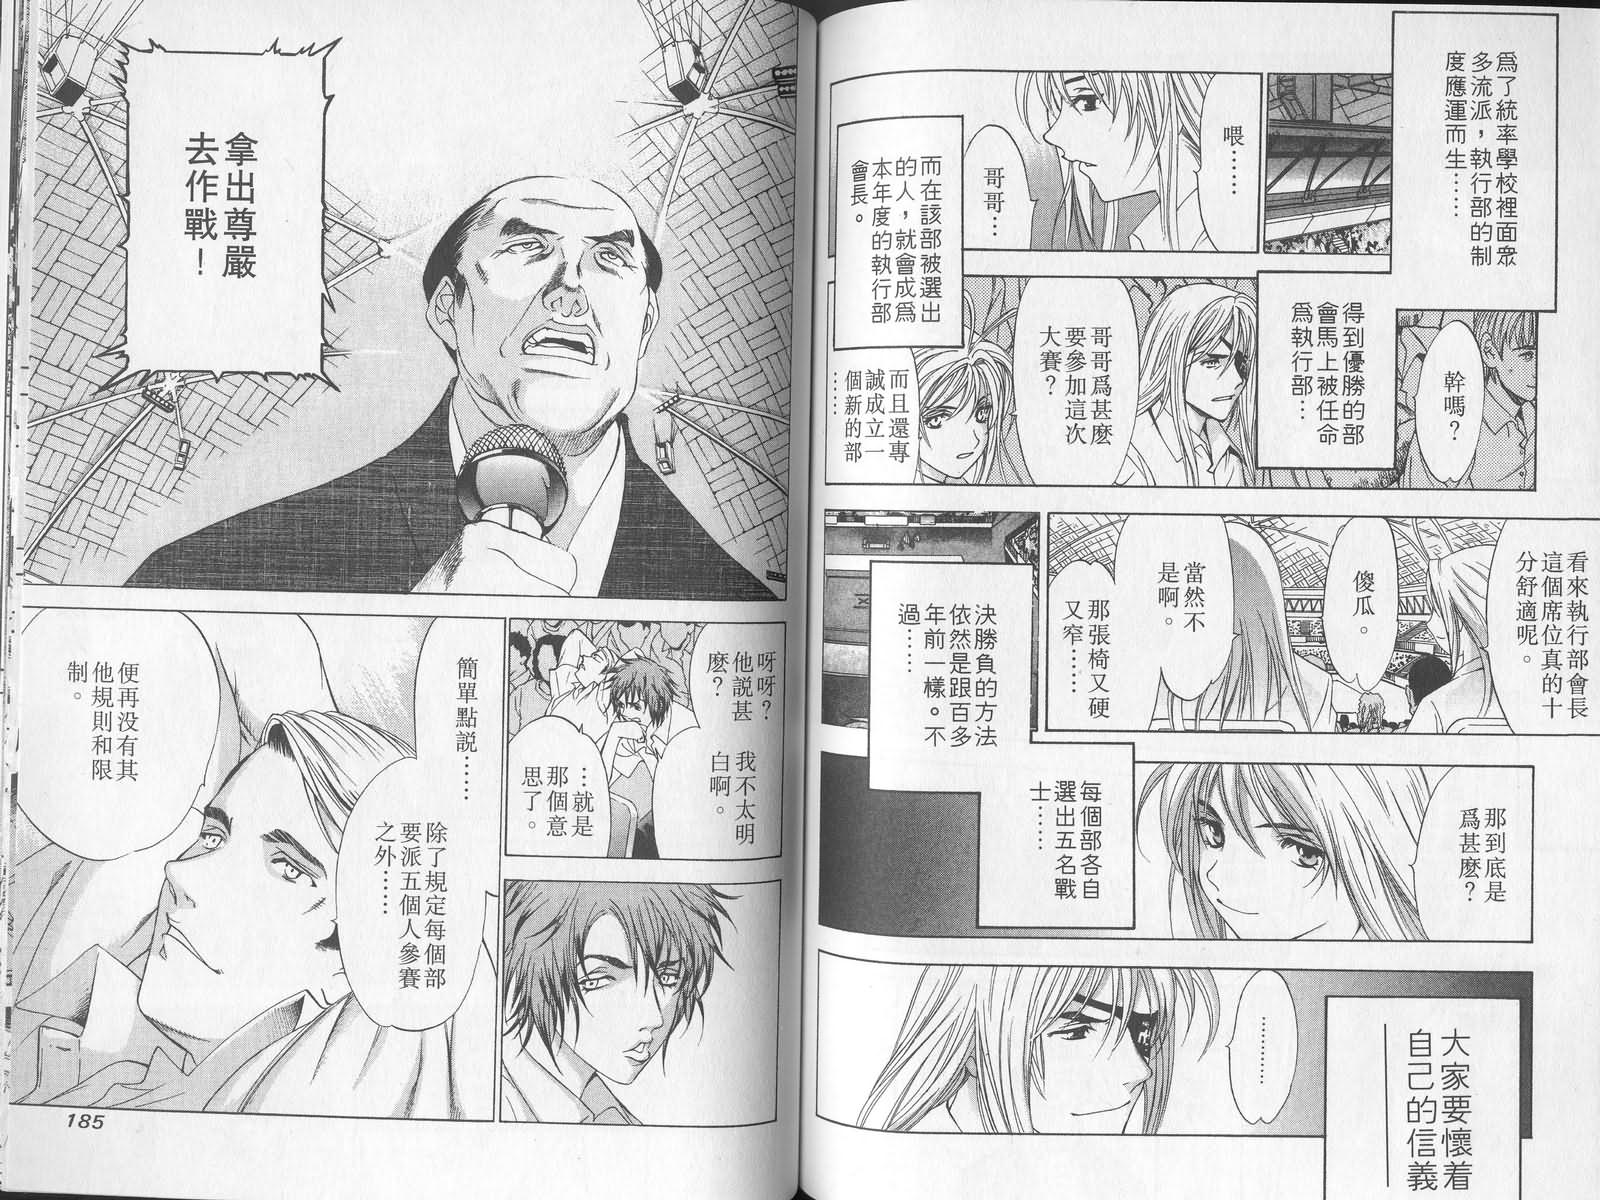 爲了統率學校裡面眾
多流派，執行部的制
度應運而生……
喂……
哥哥…
而在該部被選出
的人，就會成爲
本年度的執行部
會長。
幹嗎？
得到優勝的部
會馬上被任命
爲執行部…
哥哥爲甚麼
要參加這次
大賽？
而且還專
誠成立一
個新的部
……
看來執行部會長
這個席位真的十
分舒適呢。
傻瓜。
當然不
是啊。
那張椅又硬
又窄……
決勝負的方法
依然是跟百多
年前一樣。不
過……
每個部各自
選出五名戰
士……
那到底是
爲甚麼？
大家要懷着
自己的信義
———
………
拿出尊嚴
去作戰！
呀呀？
他說甚
麼？
我不太明
白啊。
…就是
那個意
思了。
簡單點説……
除了規定每個部
要派五個人參賽
之外……
便再没有其
他規則和限
制。
185